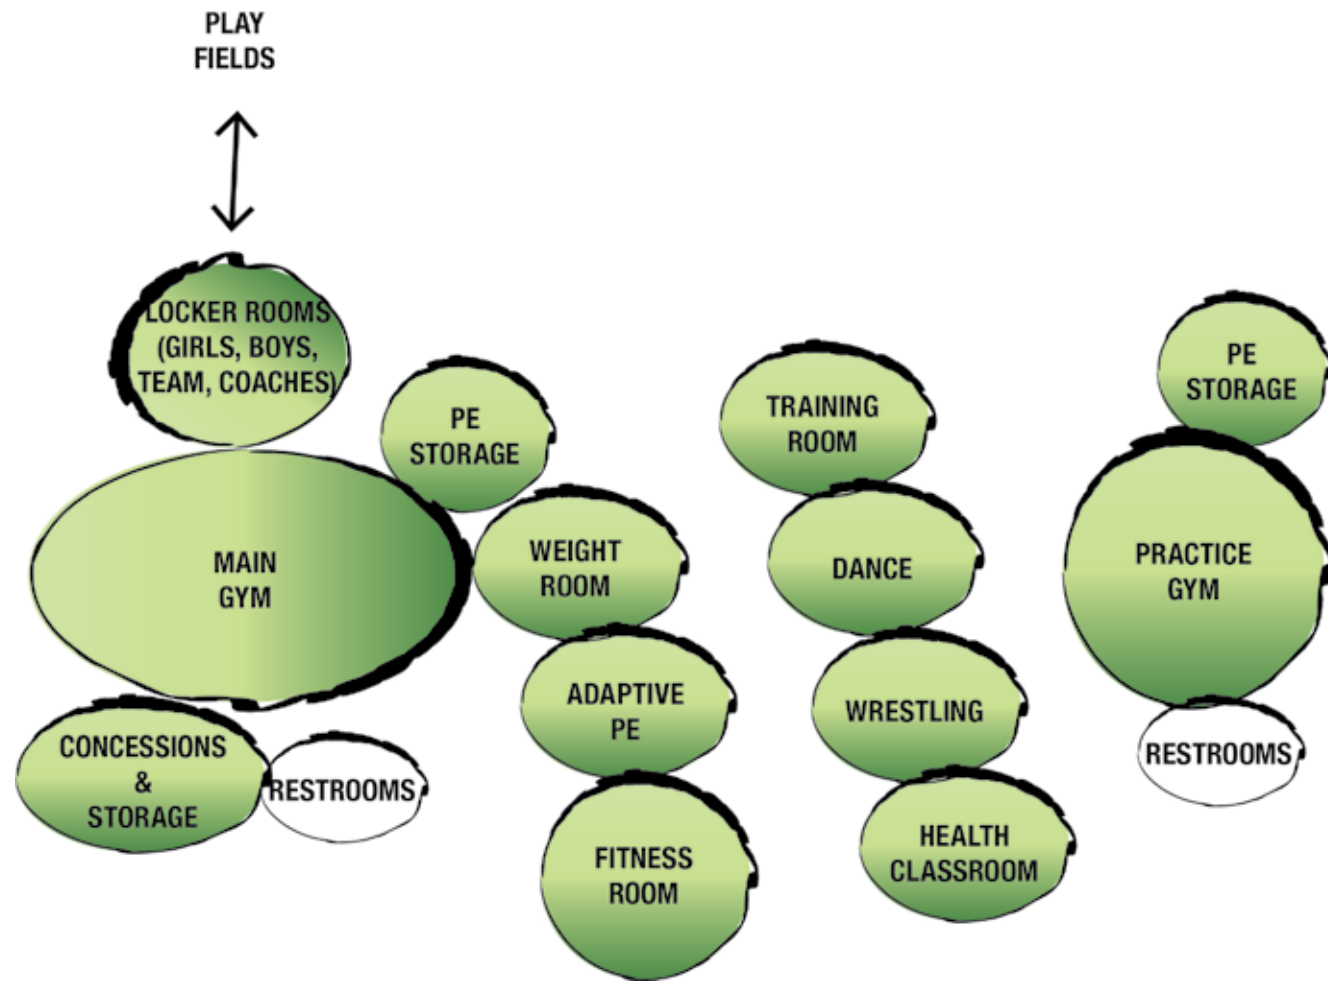 PLAY
FIELDS
LOCKER ROOMS
(GIRLS, BOYS,
TEAM, COACHES)
PE
STORAGE
PE
STORAGE
TRAINING
ROOM
MAIN
GYM
WEIGHT
ROOM
DANCE
PRACTICE
GYM
ADAPTIVE
PE
WRESTLING
CONCESSIONS
&
STORAGE
RESTROOMS
RESTROOMS
FITNESS
ROOM
HEALTH
CLASSROOM